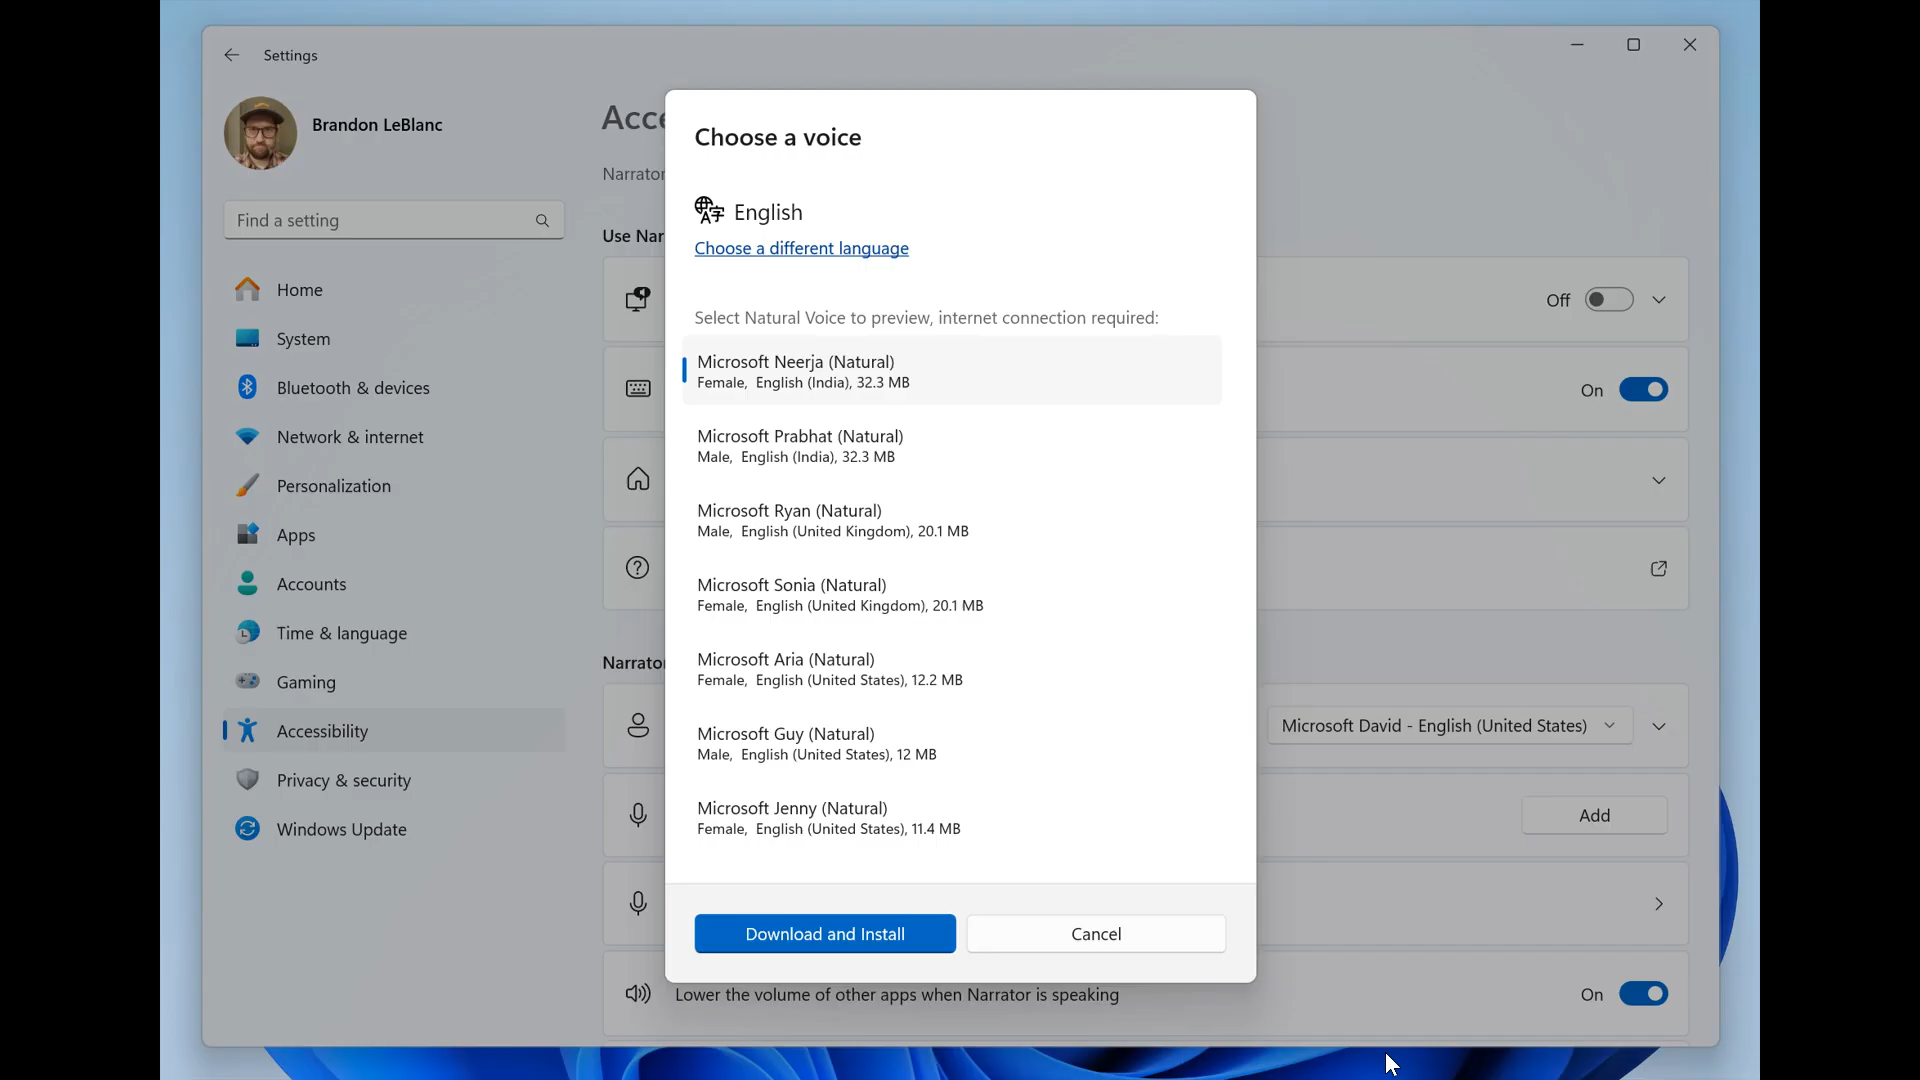 Settings
Brandon LeBlanc
Find a setting
Home
System
Bluetooth & devices
Network & internet
Personalization
Apps
Accounts
Time & language
Gaming
Accessibility
Privacy & security
Windows Update
Acce
Narrator
Use Nar
Off
On
Narrato
Microsoft David - English (United States)
Add
Lower the volume of other apps when Narrator is speaking
On
Choose a voice
English
Choose a different language
Select Natural Voice to preview, internet connection required:
Microsoft Neerja (Natural)
Female, English (India), 32.3 MB
Microsoft Prabhat (Natural)
Male, English (India), 32.3 MB
Microsoft Ryan (Natural)
Male, English (United Kingdom), 20.1 MB
Microsoft Sonia (Natural)
Female, English (United Kingdom), 20.1 MB
Microsoft Aria (Natural)
Female, English (United States), 12.2 MB
Microsoft Guy (Natural)
Male, English (United States), 12 MB
Microsoft Jenny (Natural)
Female, English (United States), 11.4 MB
Download and Install
Cancel